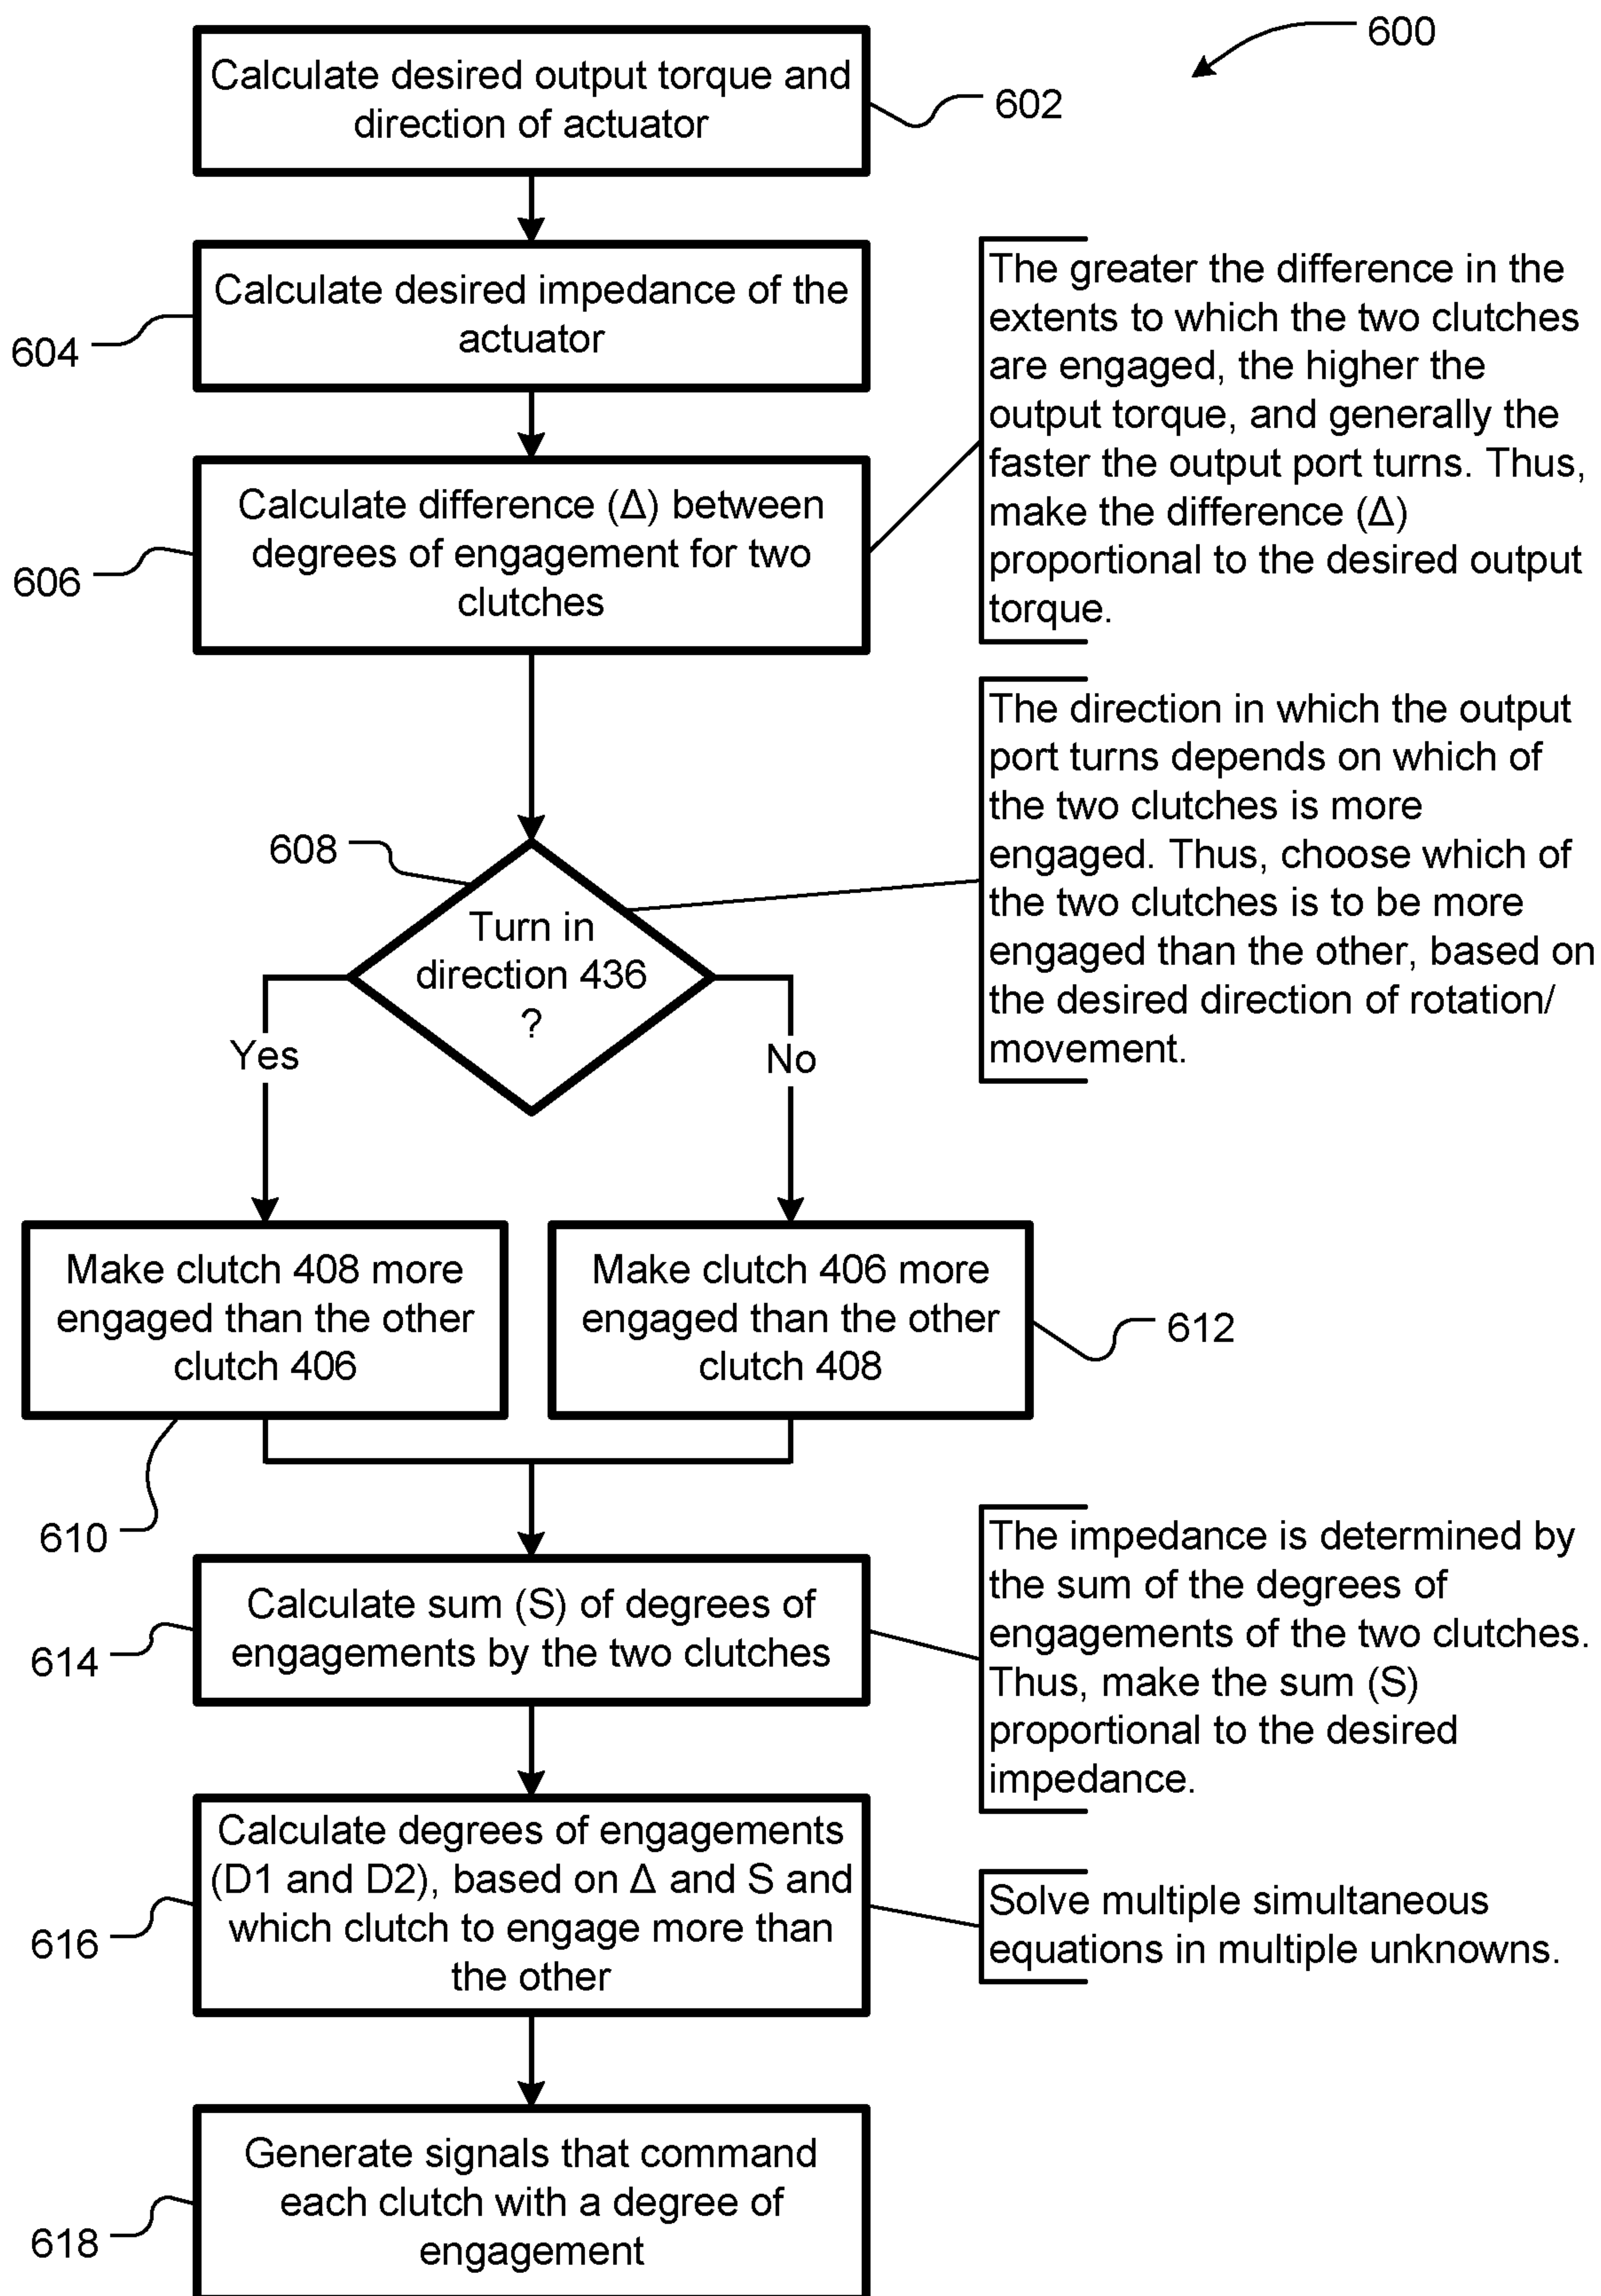 600
Calculate desired output torque and
direction of actuator
602
Calculate desired impedance of the
actuator
604
The greater the difference in the
extents to which the two clutches
are engaged, the higher the
output torque, and generally the
faster the output port turns. Thus,
make the difference (Δ)
proportional to the desired output
torque.
Calculate difference (Δ) between
degrees of engagement for two
clutches
606
The direction in which the output
port turns depends on which of
the two clutches is more
engaged. Thus, choose which of
the two clutches is to be more
engaged than the other, based on
the desired direction of rotation/
movement.
608
Turn in
direction 436
?
Yes
No
Make clutch 408 more
engaged than the other
clutch 406
610
Make clutch 406 more
engaged than the other
clutch 408
612
Calculate sum (S) of degrees of
engagements by the two clutches
614
The impedance is determined by
the sum of the degrees of
engagements of the two clutches.
Thus, make the sum (S)
proportional to the desired
impedance.
Calculate degrees of engagements
(D1 and D2), based on Δ and S and
which clutch to engage more than
the other
616
Solve multiple simultaneous
equations in multiple unknowns.
Generate signals that command
each clutch with a degree of
engagement
618